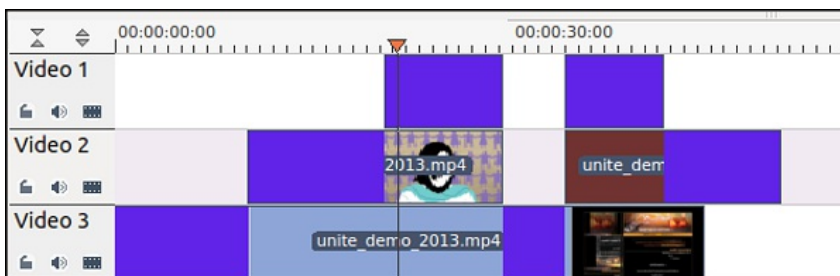 00:00:00:00 00:00:30:00
Video 1
Video 2
2013.mp4 unite_dem
Video 3
unite_demo_2013.mp4